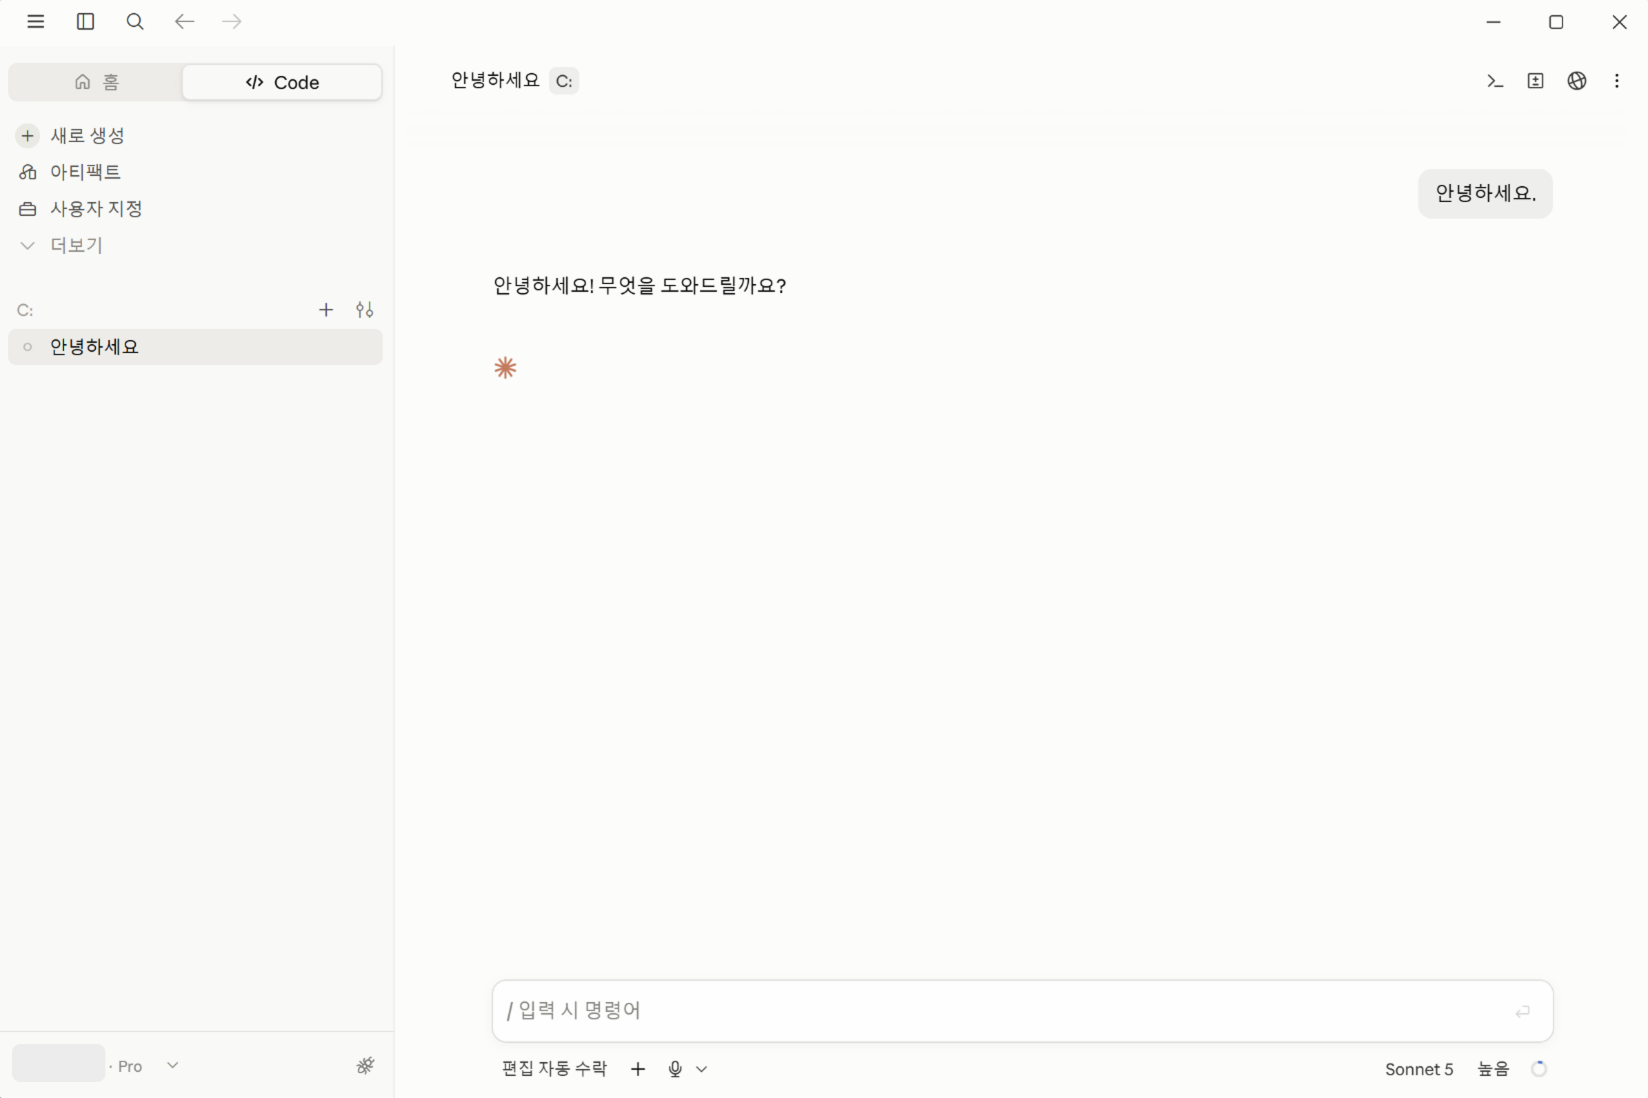 홈
Code
새로 생성
아티팩트
사용자 지정
더보기
C:
안녕하세요
· Pro
안녕하세요 C:
안녕하세요.
안녕하세요! 무엇을 도와드릴까요?
/ 입력 시 명령어
편집 자동 수락
Sonnet 5 높음